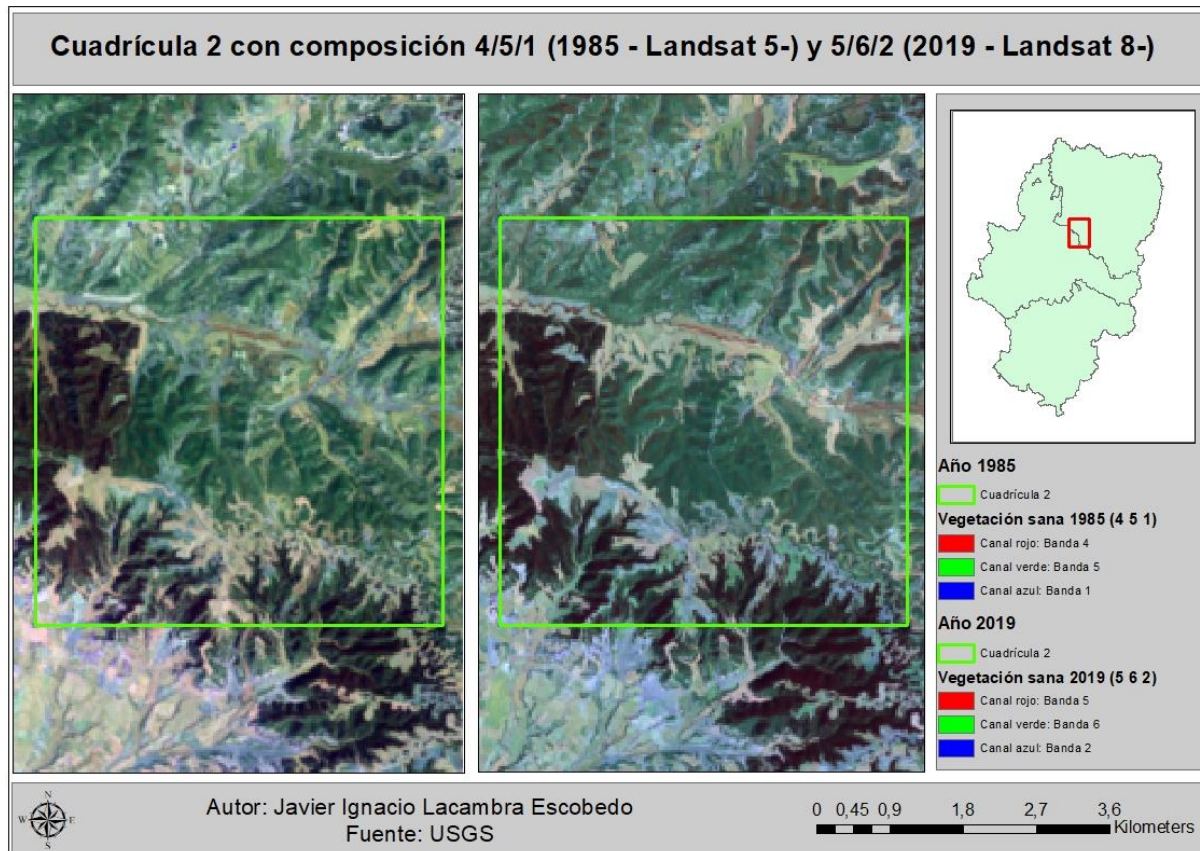 Cuadrícula 2 con composición 4/5/1 (1985 - Landsat 5-) y 5/6/2 (2019 - Landsat 8-)
Año 1985
Cuadrícula 2
Vegetación sana 1985 (4 5 1)
Canal rojo: Banda 4
Canal verde: Banda 5
Canal azul: Banda 1
Año 2019
Cuadrícula 2
Vegetación sana 2019 (5 6 2)
Canal rojo: Banda 5
Canal verde: Banda 6
Canal azul: Banda 2
N
W E
S
Autor: Javier Ignacio Lacambra Escobedo
Fuente: USGS
0 0,45 0,9 1,8 2,7 3,6
Kilometers